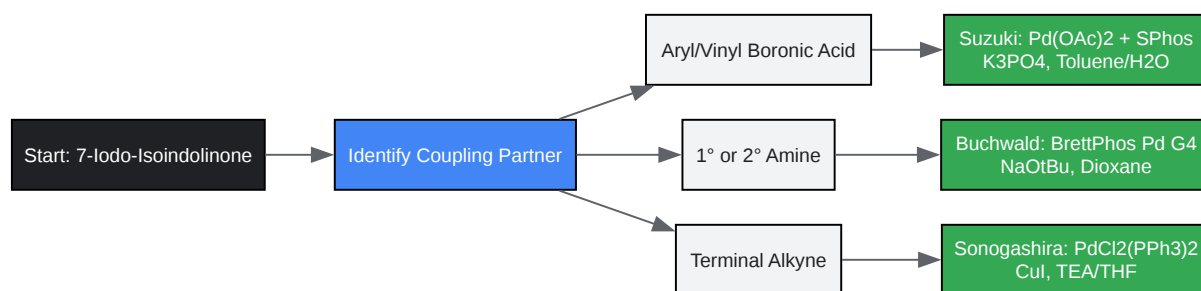 Start: 7-Iodo-Isoindolinone
Identify Coupling Partner
Aryl/Vinyl Boronic Acid
Suzuki: Pd(OAc)2 + SPhos
K3PO4, Toluene/H2O
1° or 2° Amine
Buchwald: BrettPhos Pd G4
NaOtBu, Dioxane
Terminal Alkyne
Sonogashira: PdCl2(PPh3)2
CuI, TEA/THF